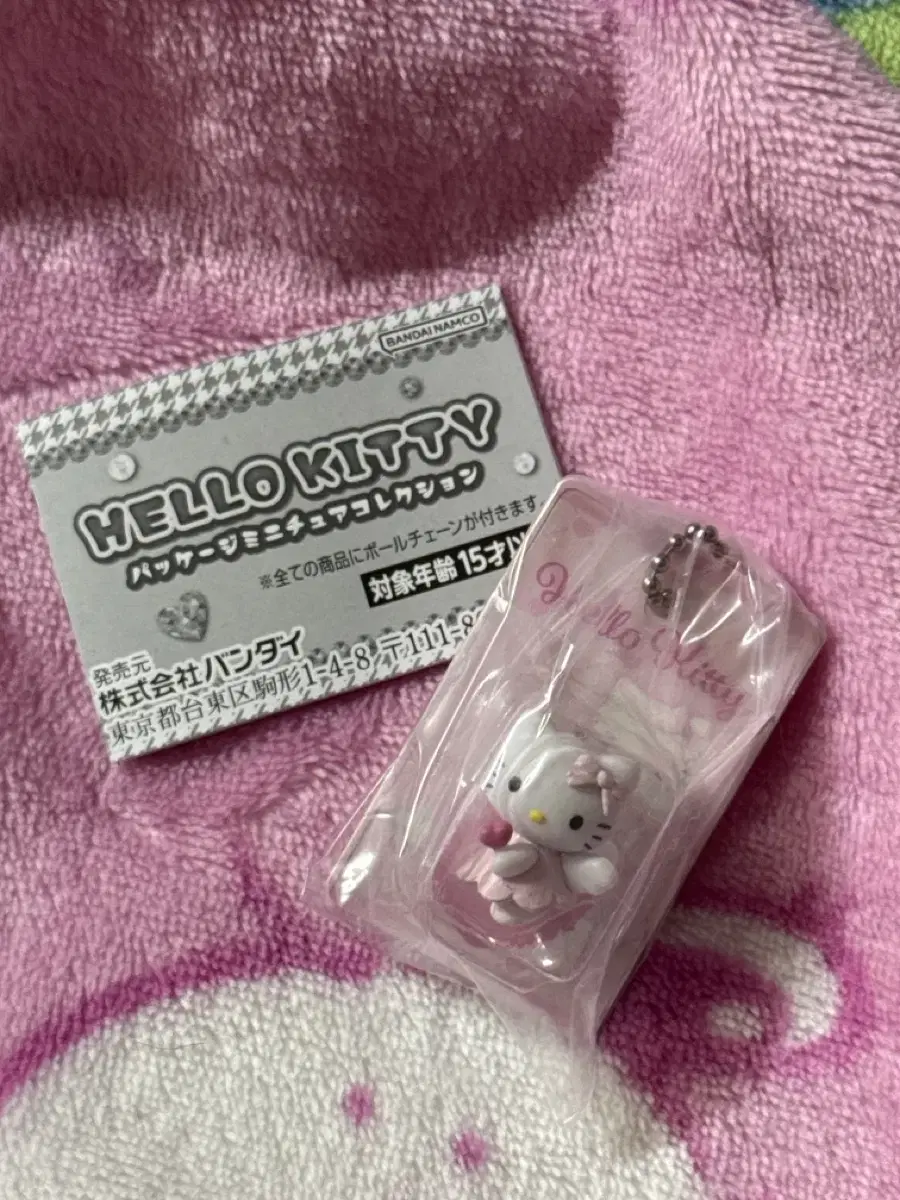 BANDAI NAMCO
HELLO KITTY
パッケージミニチュアコレクション
※全ての商品にボールチェーンが付きます。
対象年齢 15才以
発売元
株式会社バンダイ
東京都台東区駒形1-4-8 〒111-8
Hello Kitty